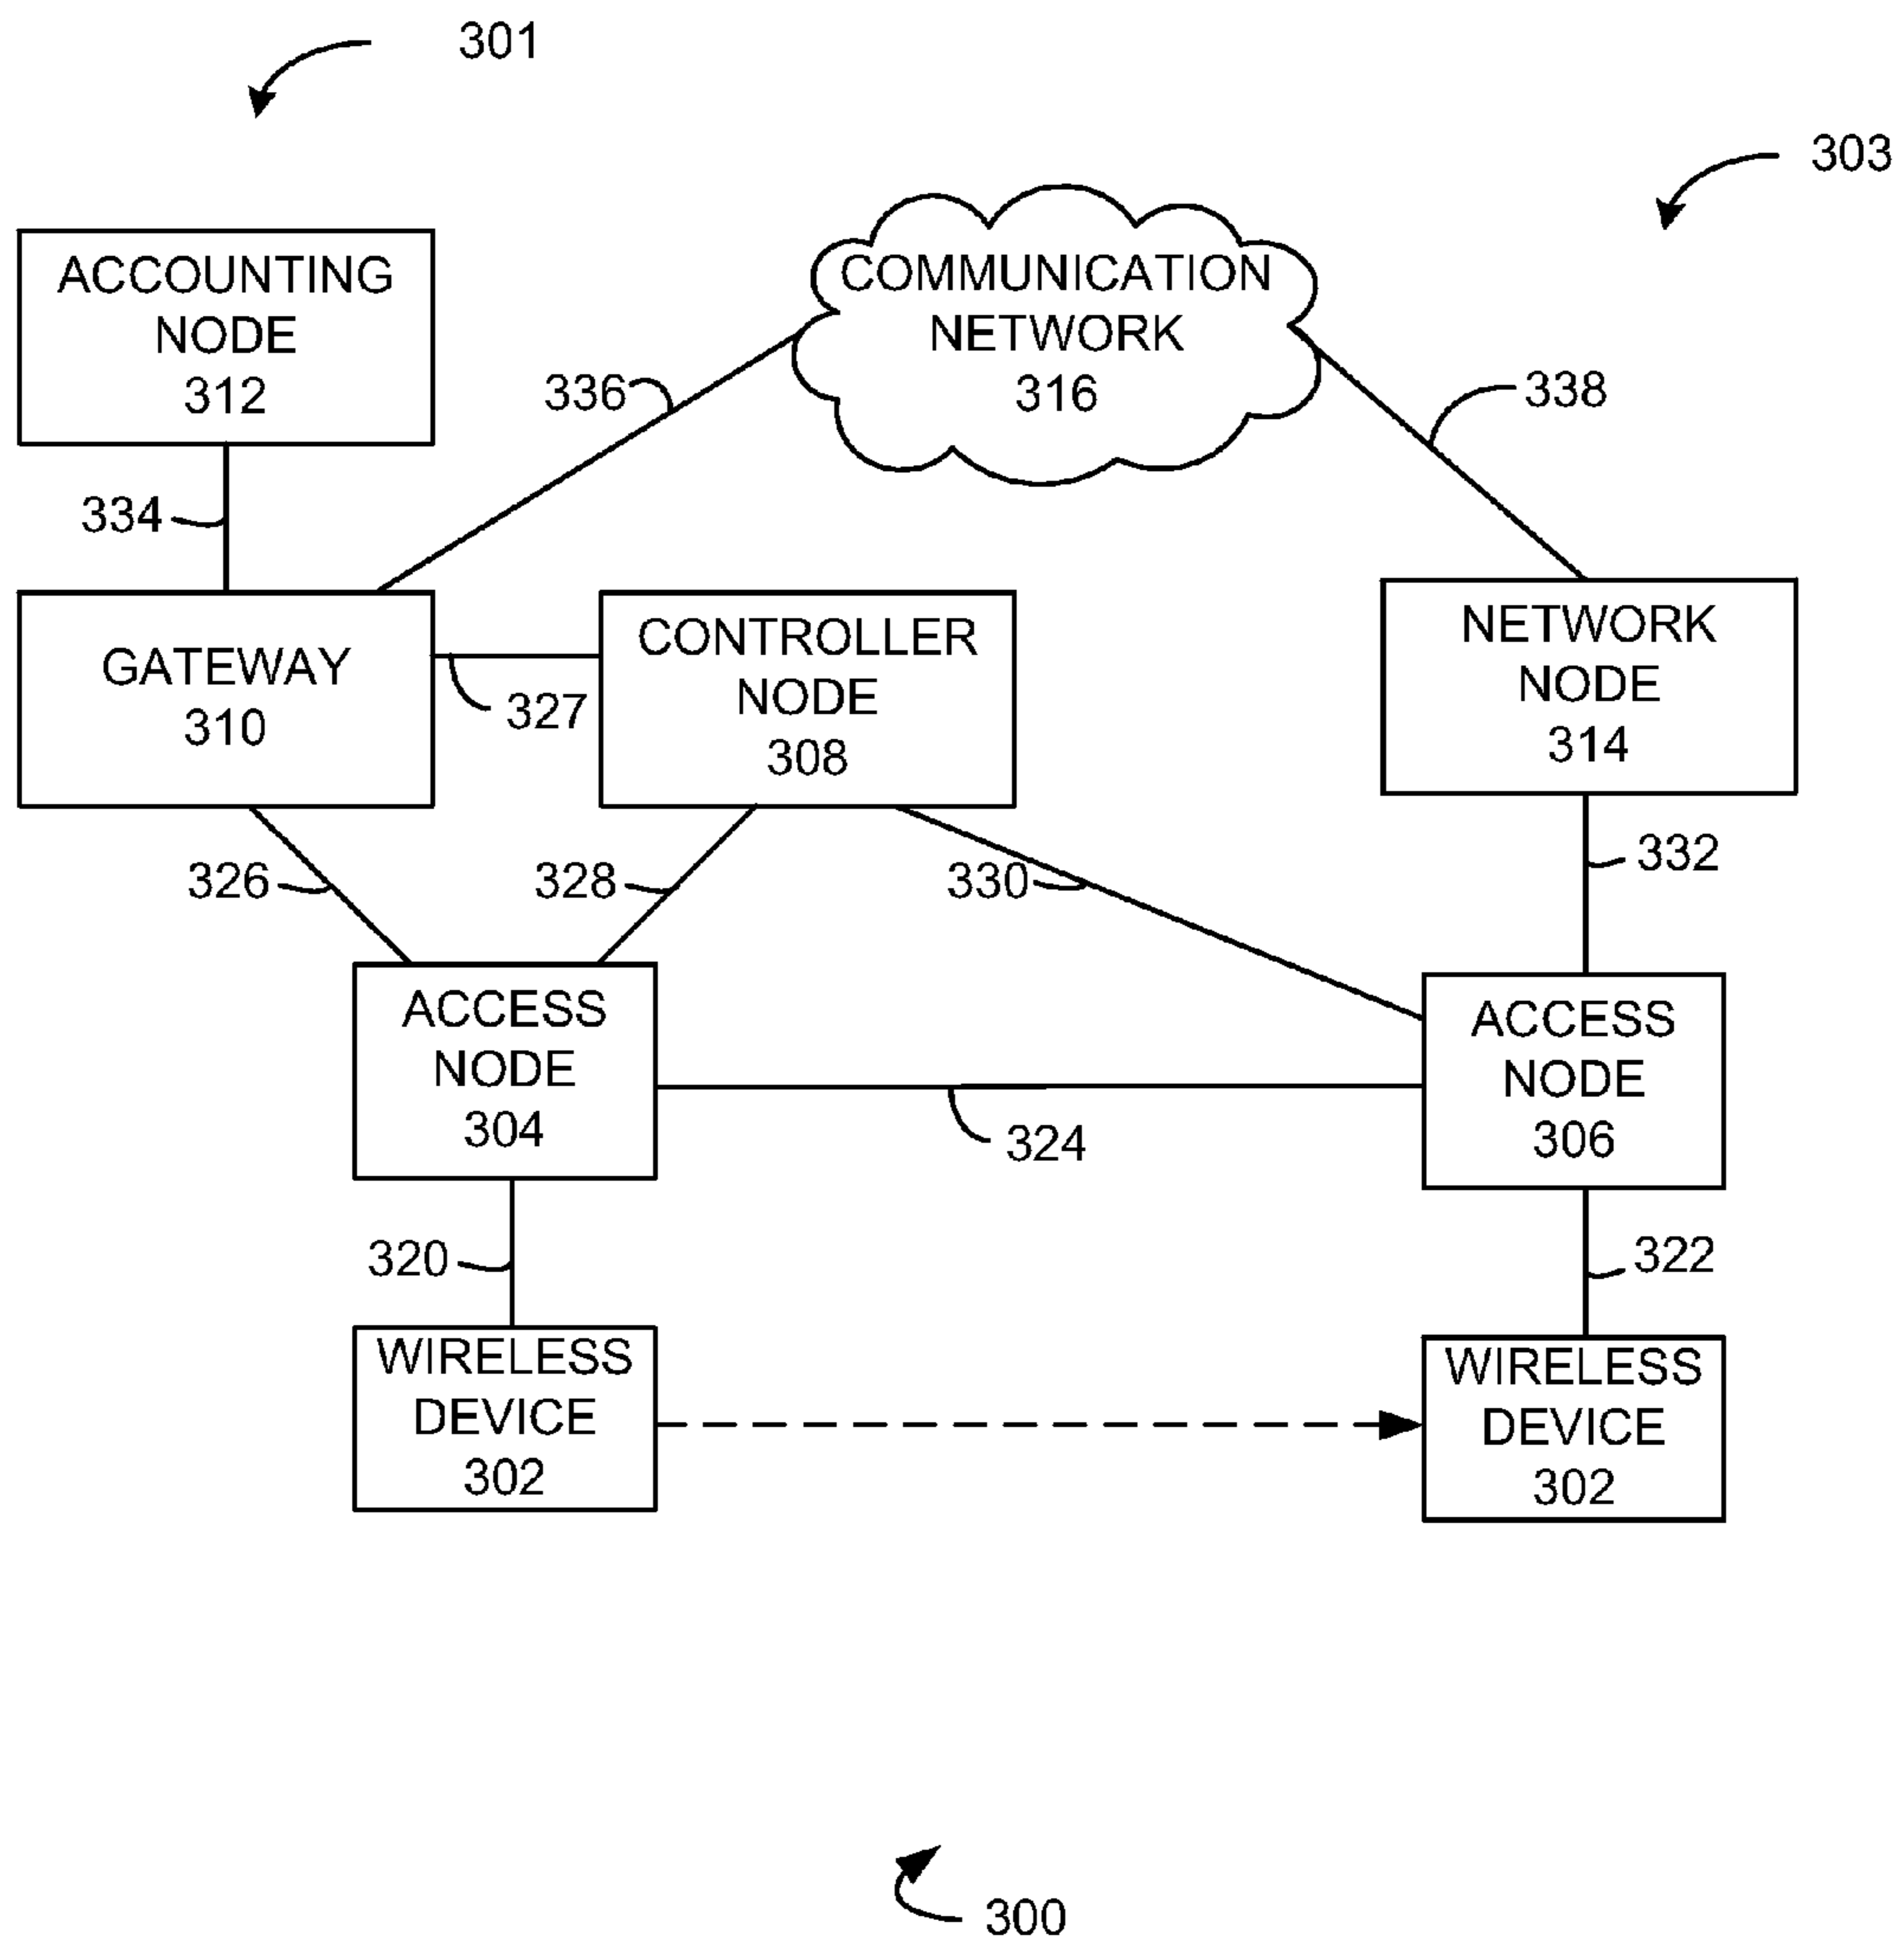 301
303
ACCOUNTING
NODE
312
COMMUNICATION
NETWORK
316
336
338
334
GATEWAY
310
327
CONTROLLER
NODE
308
NETWORK
NODE
314
326
328
330
332
ACCESS
NODE
304
ACCESS
NODE
306
324
320
322
WIRELESS
DEVICE
302
WIRELESS
DEVICE
302
300